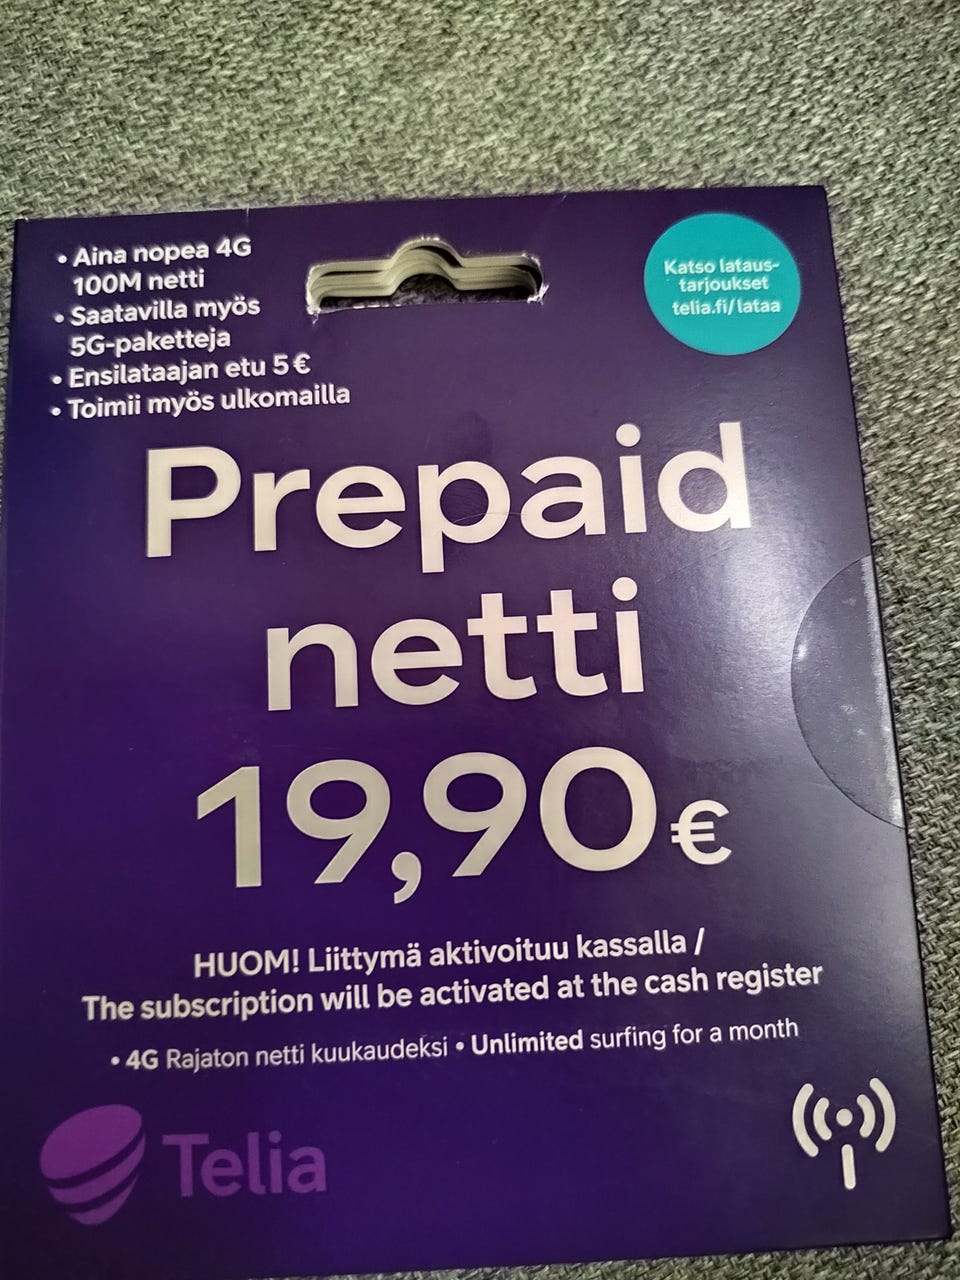 • Aina nopea 4G
100M netti
• Saatavilla myös
5G-paketteja
• Ensilataajan etu 5 €
• Toimii myös ulkomailla
Katso lataus-
tarjoukset
telia.fi/lataa
Prepaid
netti
19,90 €
HUOM! Liittymä aktivoituu kassalla /
The subscription will be activated at the cash register
• 4G Rajaton netti kuukaudeksi • Unlimited surfing for a month
Telia